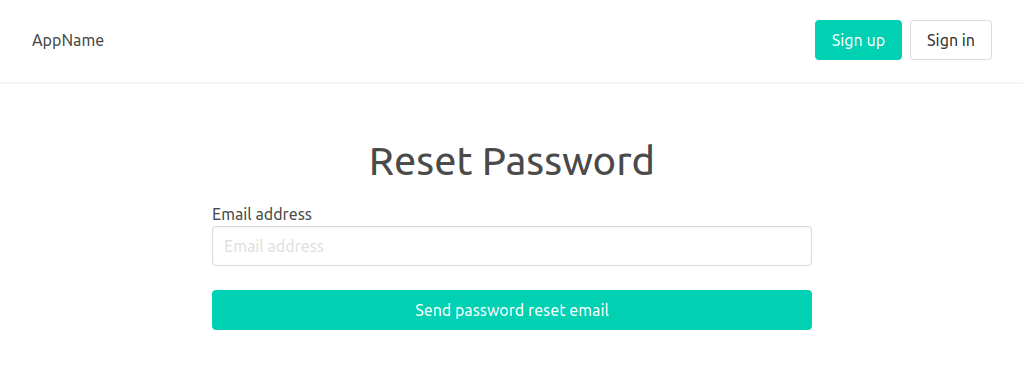 AppName
Sign up
Sign in
Reset Password
Email address
Email address
Send password reset email